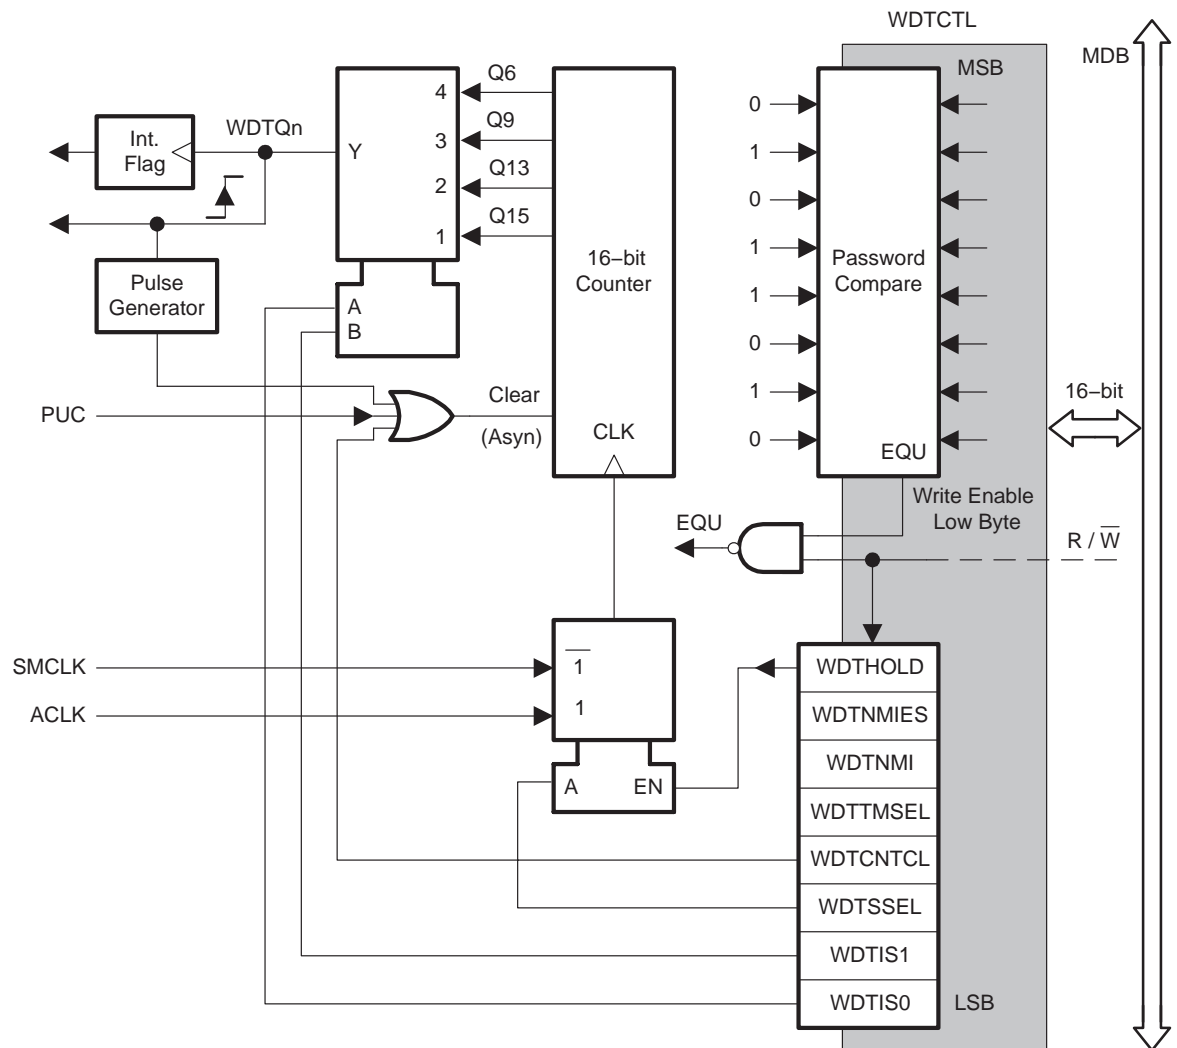 WDTCTL
MDB
MSB
Q6
4
0
Q9
WDTQn
Int.
Flag
Y
3
1
Q13
2
0
Q15
1
1
16−bit
Counter
Password
Compare
Pulse
Generator
1
A
B
0
Clear
1
16−bit
PUC
(Asyn)
CLK
0
EQU
Write Enable
Low Byte
EQU
R / W
SMCLK
1
WDTHOLD
ACLK
1
WDTNMIES
WDTNMI
A
EN
WDTTMSEL
WDTCNTCL
WDTSSEL
WDTIS1
WDTIS0
LSB